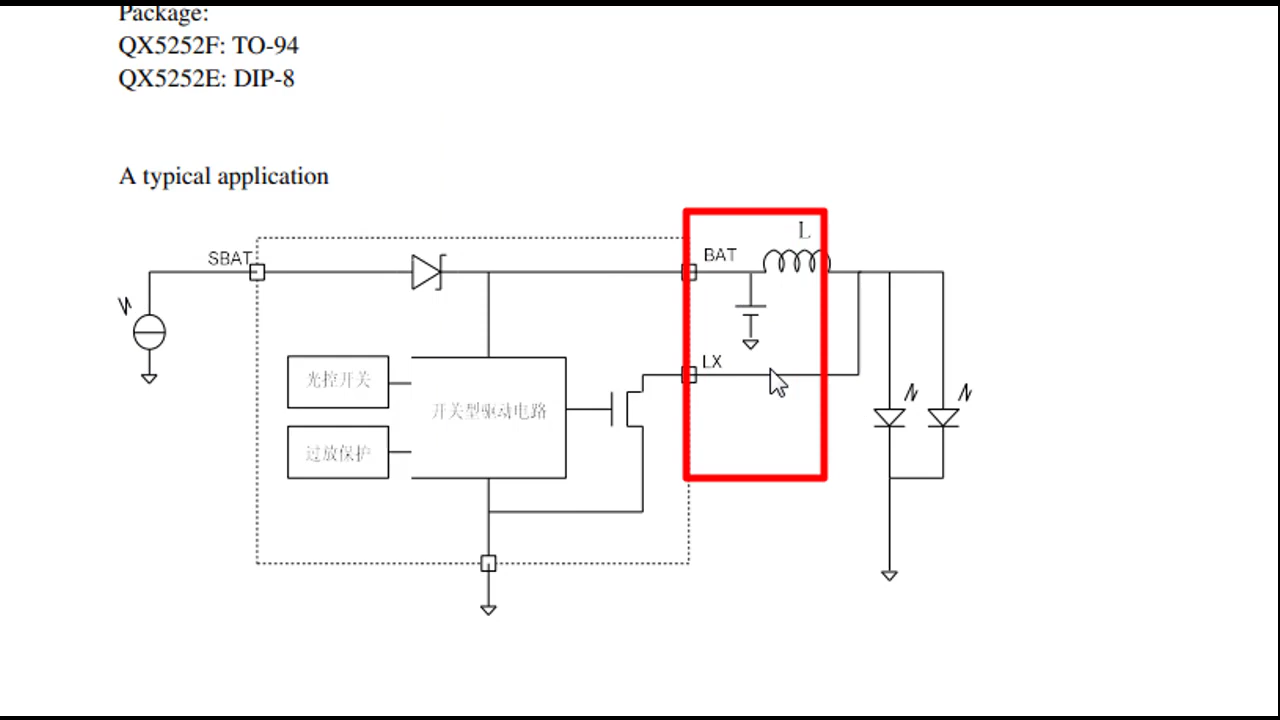 Package:
QX5252F: TO-94
QX5252E: DIP-8
A typical application
L
SBAT
BAT
LX
光控开关
开关型驱动电路
过放保护